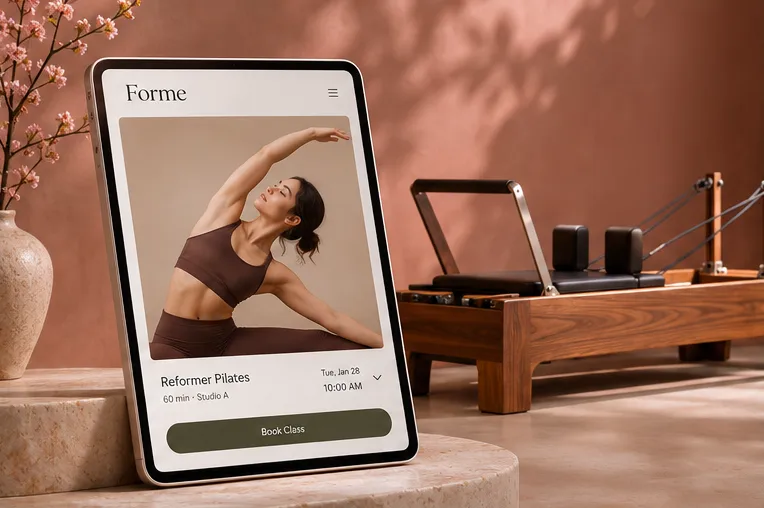 Forme
Reformer Pilates
60 min · Studio A
Tue, Jan 28
10:00 AM
Book Class